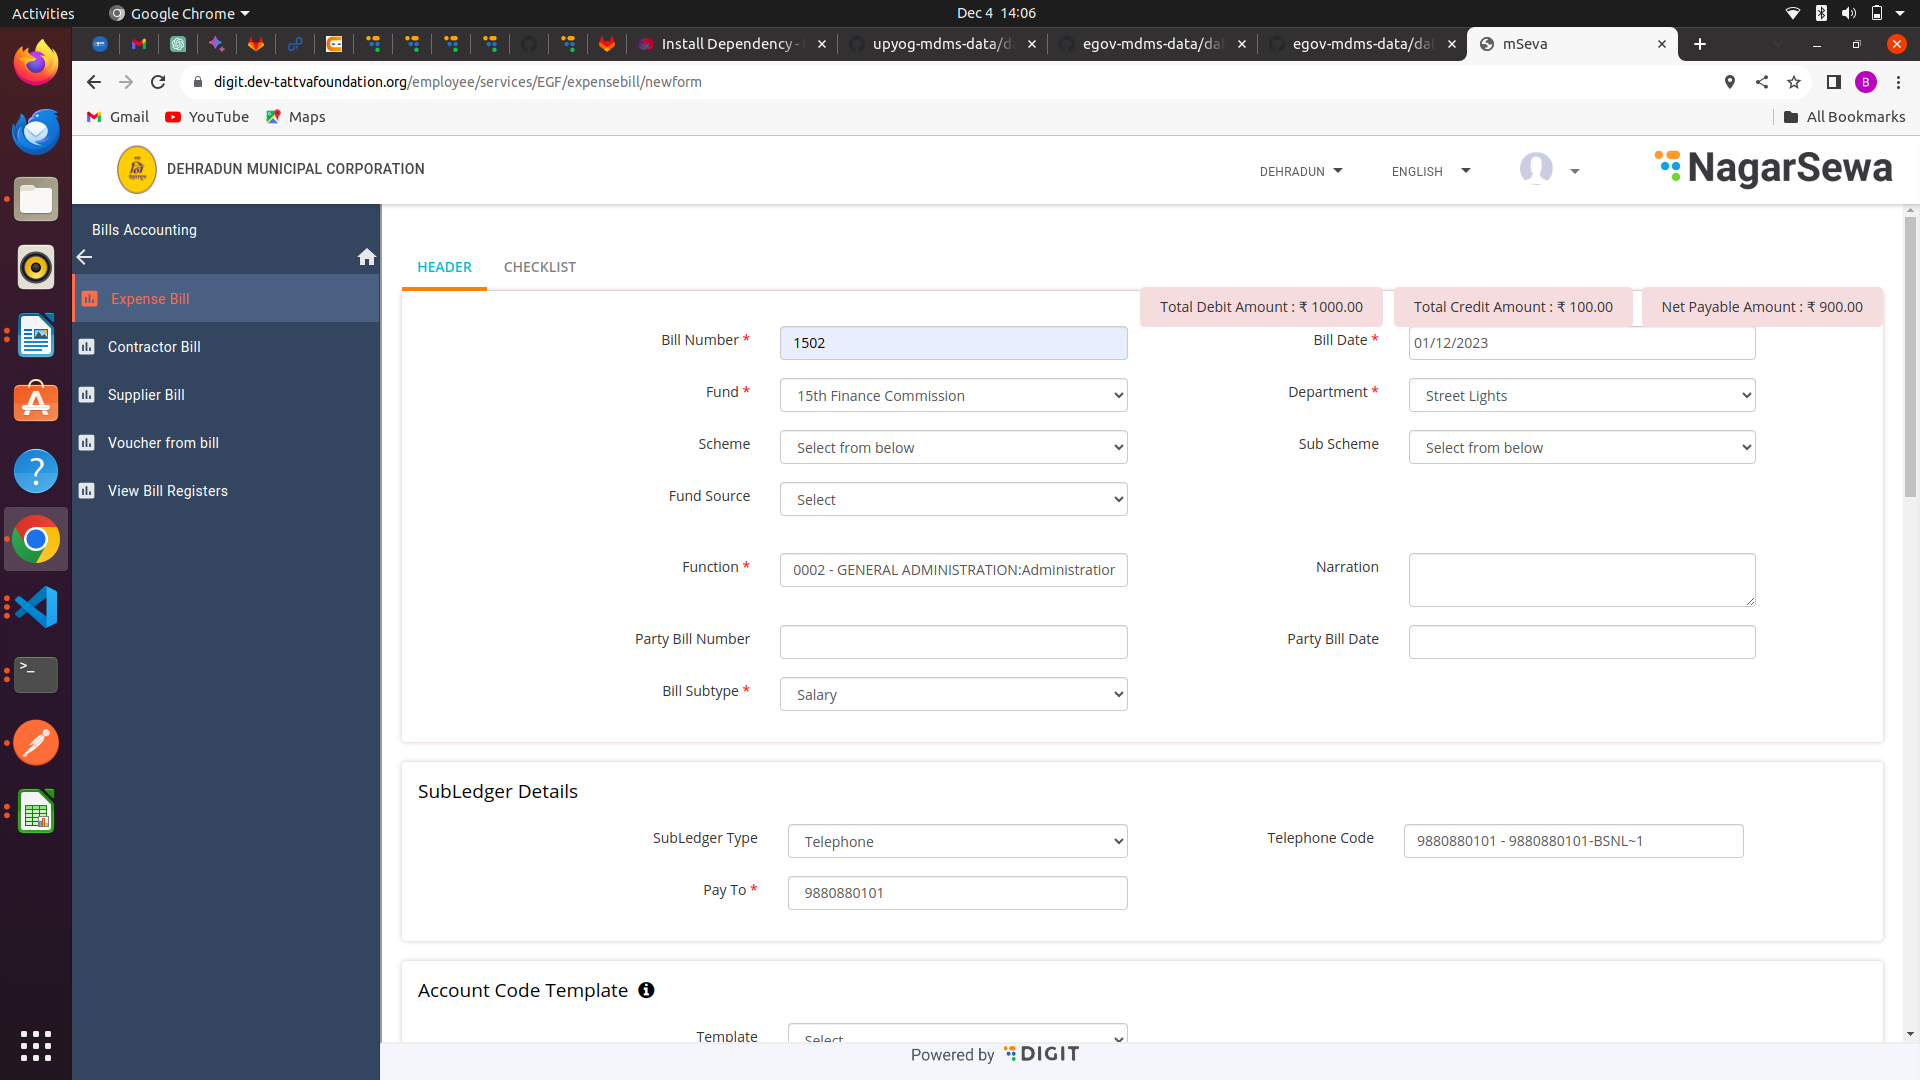 Activities
Google Chrome
Dec 4 14:06
Install Dependency -
upyog-mdms-data/d
egov-mdms-data/da
egov-mdms-data/da
mSeva
digit.dev-tattvafoundation.org/employee/services/EGF/expensebill/newform
B
Gmail
YouTube
Maps
All Bookmarks
DEHRADUN MUNICIPAL CORPORATION
DEHRADUN
ENGLISH
NagarSewa
Bills Accounting
Expense Bill
Contractor Bill
Supplier Bill
Voucher from bill
View Bill Registers
HEADER
CHECKLIST
Total Debit Amount : ₹ 1000.00
Total Credit Amount : ₹ 100.00
Net Payable Amount : ₹ 900.00
Bill Number * 1502
Bill Date * 01/12/2023
Fund * 15th Finance Commission
Department * Street Lights
Scheme Select from below
Sub Scheme Select from below
Fund Source Select
Function * 0002 - GENERAL ADMINISTRATION:Administration
Narration
Party Bill Number
Party Bill Date
Bill Subtype * Salary
SubLedger Details
SubLedger Type Telephone
Telephone Code 9880880101 - 9880880101-BSNL~1
Pay To * 9880880101
Account Code Template
Template Select
Powered by DIGIT